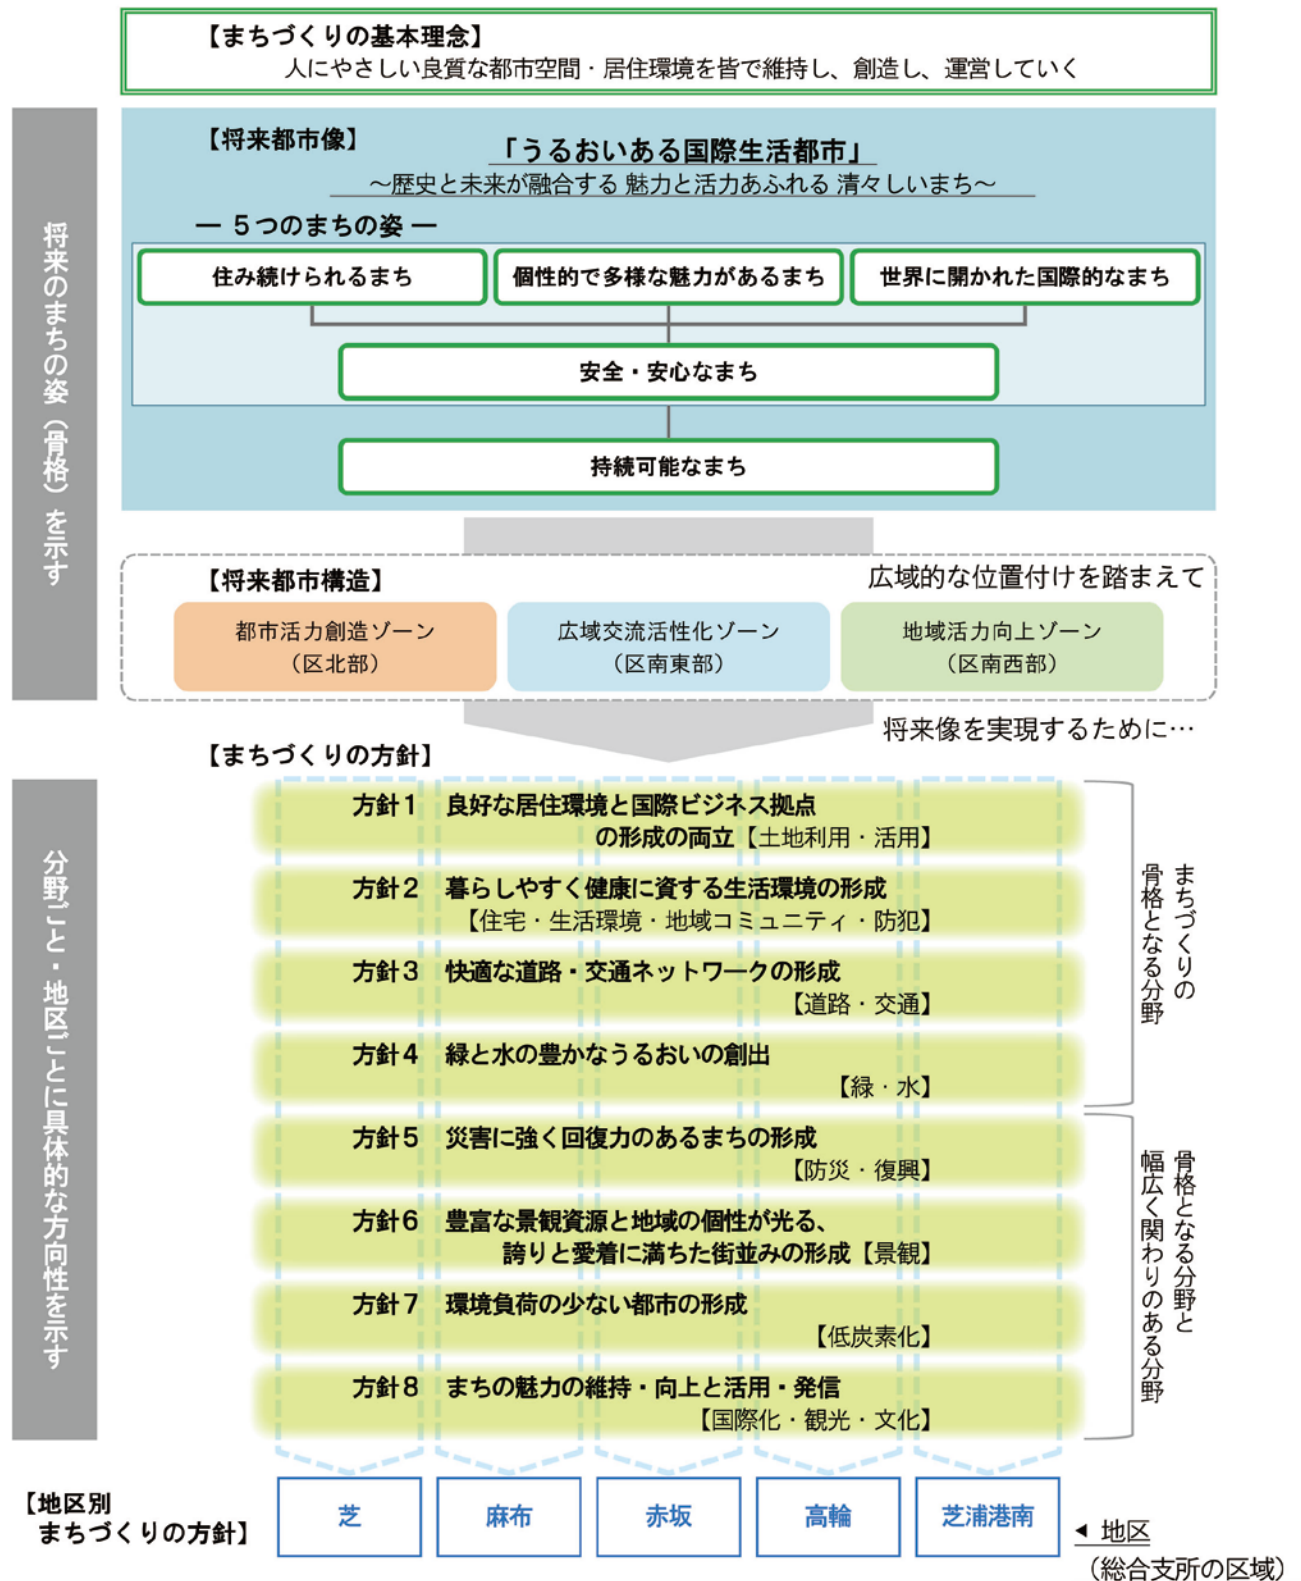 【まちづくりの基本理念】
人にやさしい良質な都市空間・居住環境を皆で維持し、創造し、運営していく
将来のまちの姿（骨格）を示す
【将来都市像】
「うるおいある国際生活都市」
～歴史と未来が融合する 魅力と活力あふれる 清々しいまち～
― 5つのまちの姿 ―
住み続けられるまち
個性的で多様な魅力があるまち
世界に開かれた国際的なまち
安全・安心なまち
持続可能なまち
【将来都市構造】
広域的な位置付けを踏まえて
都市活力創造ゾーン
（区北部）
広域交流活性化ゾーン
（区南東部）
地域活力向上ゾーン
（区南西部）
将来像を実現するために…
【まちづくりの方針】
分野ごと・地区ごとに具体的な方向性を示す
方針1 良好な居住環境と国際ビジネス拠点
の形成の両立【土地利用・活用】
方針2 暮らしやすく健康に資する生活環境の形成
【住宅・生活環境・地域コミュニティ・防犯】
方針3 快適な道路・交通ネットワークの形成
【道路・交通】
方針4 緑と水の豊かなうるおいの創出
【緑・水】
まちづくりの
骨格となる分野
方針5 災害に強く回復力のあるまちの形成
【防災・復興】
方針6 豊富な景観資源と地域の個性が光る、
誇りと愛着に満ちた街並みの形成【景観】
方針7 環境負荷の少ない都市の形成
【低炭素化】
方針8 まちの魅力の維持・向上と活用・発信
【国際化・観光・文化】
骨格となる分野と
幅広く関わりのある分野
【地区別
まちづくりの方針】
芝
麻布
赤坂
高輪
芝浦港南
◀ 地区
（総合支所の区域）